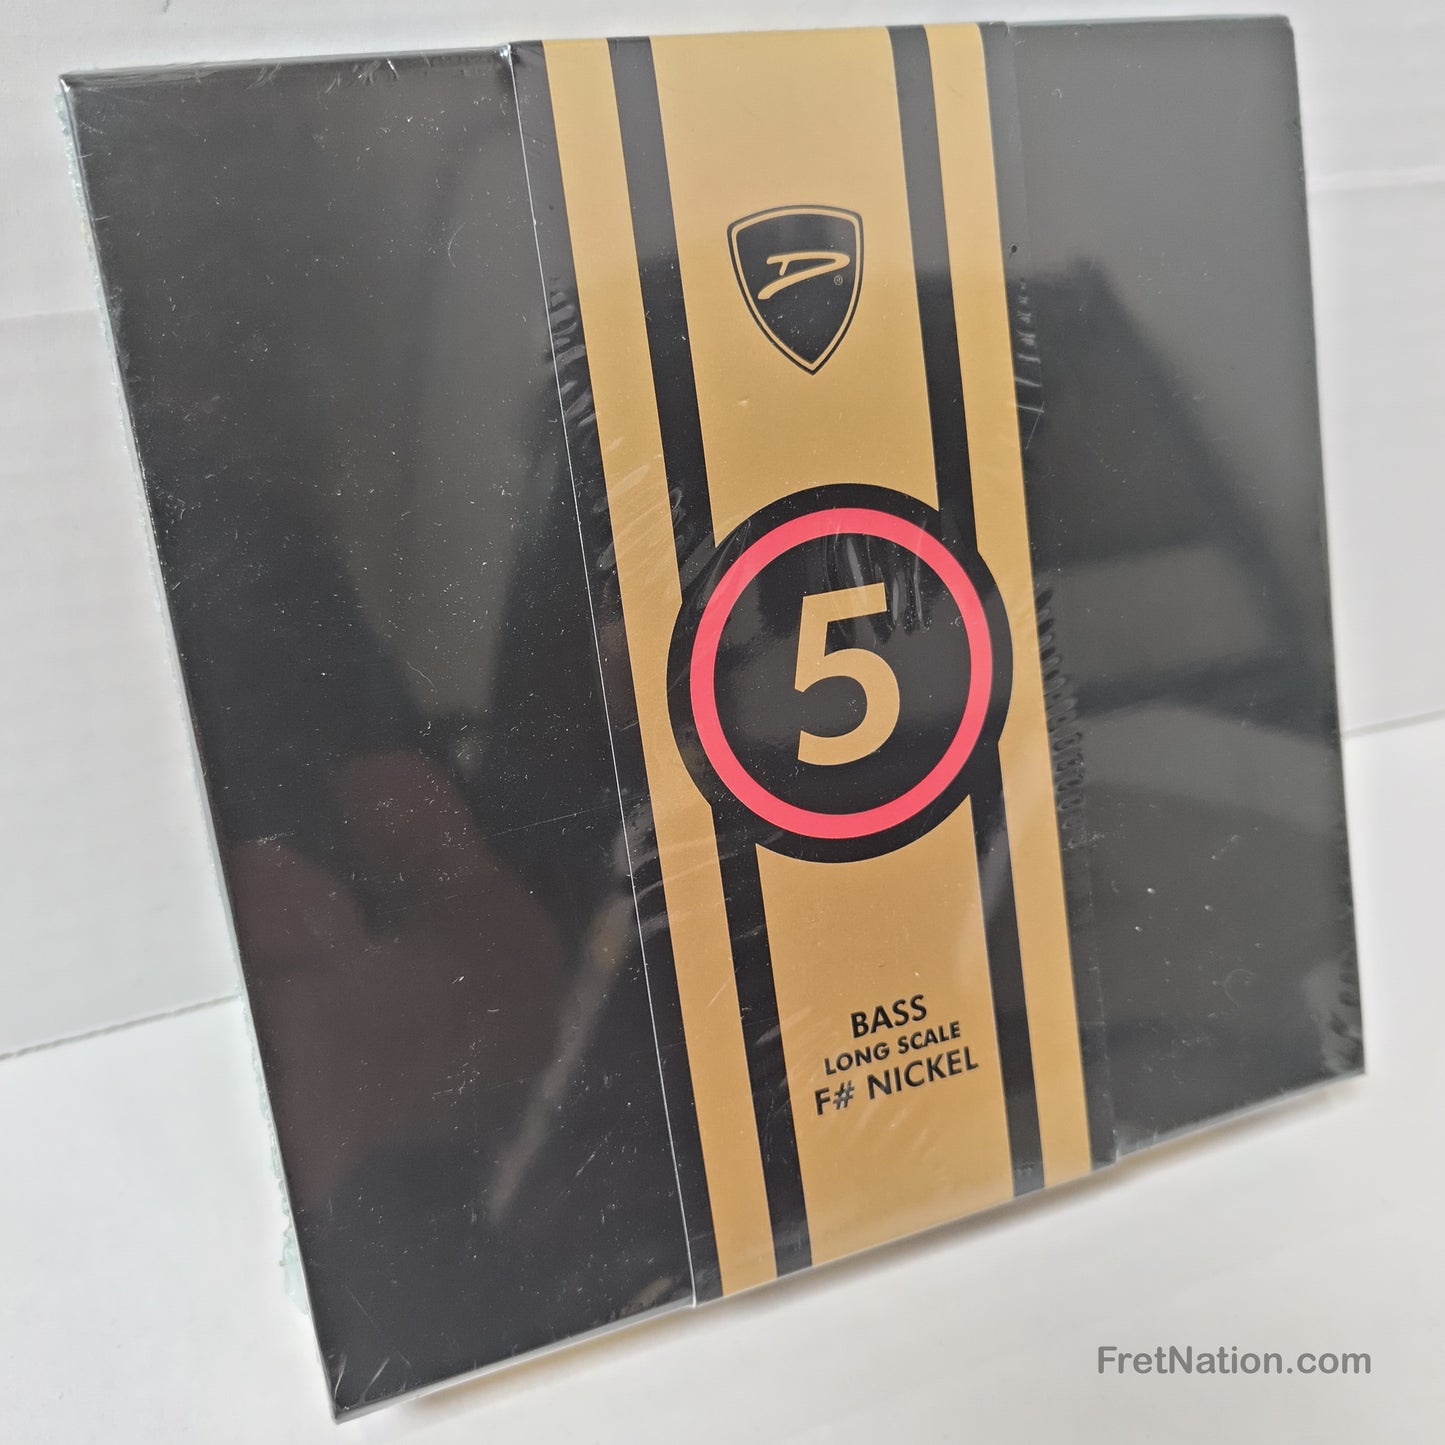 D
®
5
BASS
LONG SCALE
F# NICKEL
FretNation.com